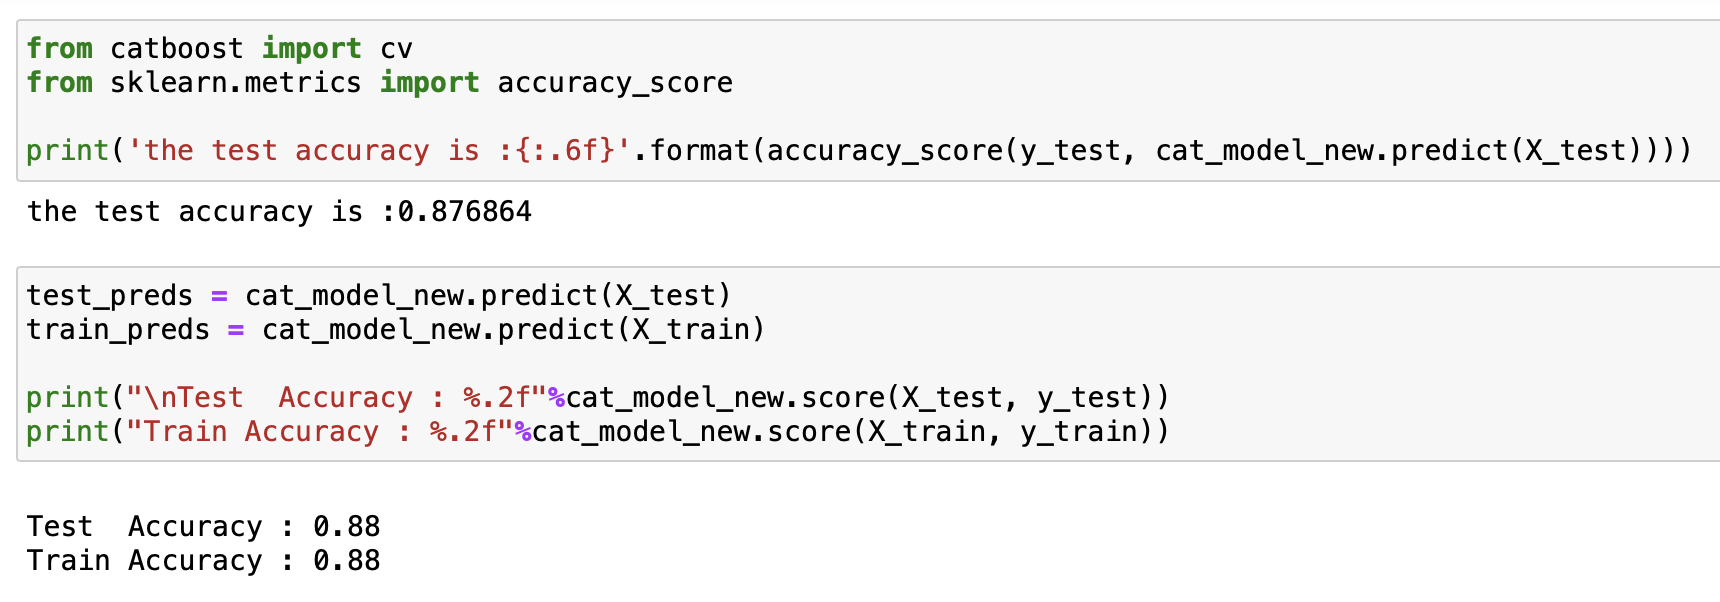 from catboost import cv
from sklearn.metrics import accuracy_score
print('the test accuracy is :{:.6f}'.format(accuracy_score(y_test, cat_model_new.predict(X_test))))
the test accuracy is :0.876864
test_preds = cat_model_new.predict(X_test)
train_preds = cat_model_new.predict(X_train)
print("\nTest  Accuracy : %.2f"%cat_model_new.score(X_test, y_test))
print("Train Accuracy : %.2f"%cat_model_new.score(X_train, y_train))
Test  Accuracy : 0.88
Train Accuracy : 0.88